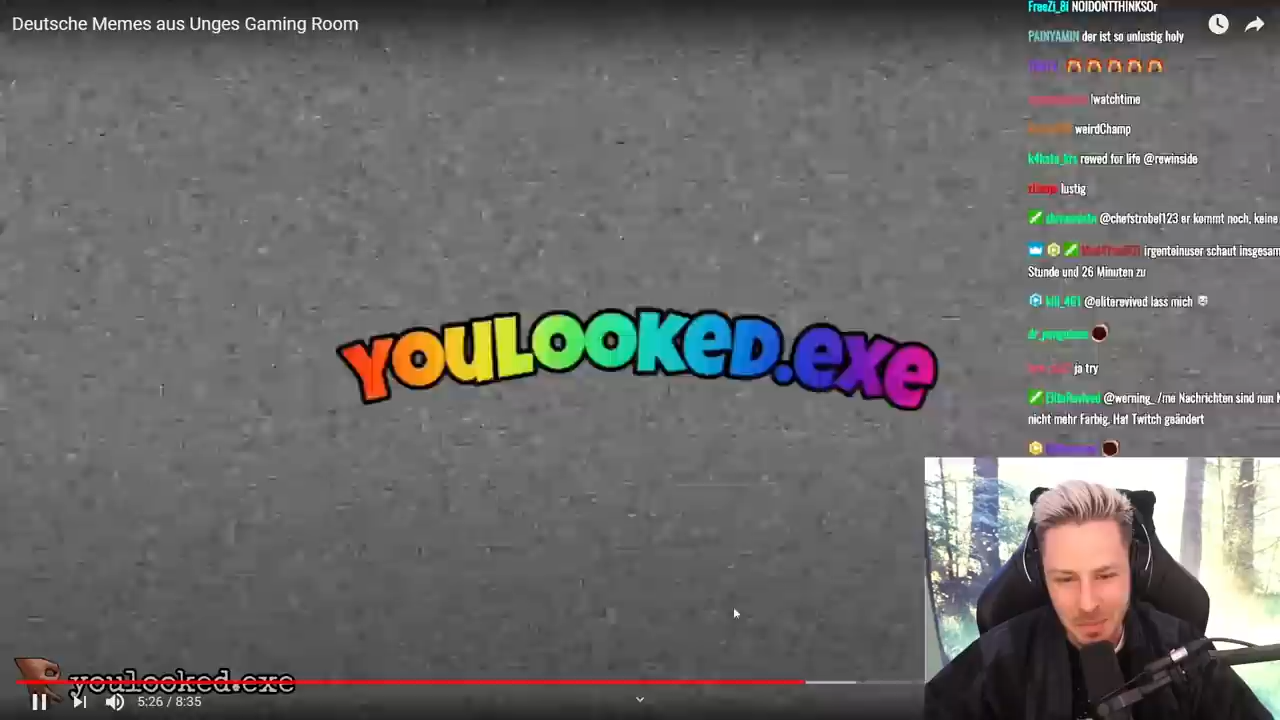 Deutsche Memes aus Unges Gaming Room
FreeZi_8i NOIDONTTHINKSOr
PAINYAMIN der ist so unlustig holy
!watchtime
weirdChamp
rewed for life @rewinside
lustig
@chefstrobel123 er kommt noch, keine
irgenteinuser schaut insgesam
Stunde und 26 Minuten zu
kili_461 @eliterevived lass mich
ja try
EliteRevived @werning_ /me Nachrichten sind nun
nicht mehr Farbig. Hat Twitch geändert
YOULOOKED.EXE
youlooked.exe
5:26 / 8:35